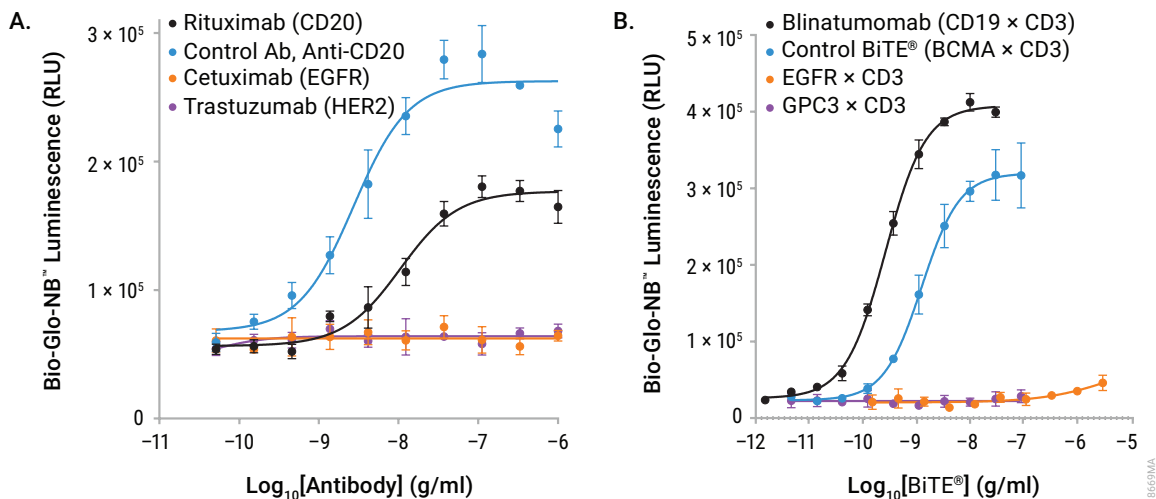 A.
Rituximab (CD20)
Control Ab, Anti-CD20
Cetuximab (EGFR)
Trastuzumab (HER2)
Bio-Glo-NB™ Luminescence (RLU)
3 × 10⁵
2 × 10⁵
1 × 10⁵
0
−11 −10 −9 −8 −7 −6
Log₁₀[Antibody] (g/ml)
B.
Blinatumomab (CD19 × CD3)
Control BiTE® (BCMA × CD3)
EGFR × CD3
GPC3 × CD3
Bio-Glo-NB™ Luminescence (RLU)
5 × 10⁵
4 × 10⁵
3 × 10⁵
2 × 10⁵
1 × 10⁵
0
−12 −11 −10 −9 −8 −7 −6 −5
Log₁₀[BiTE®] (g/ml)
8669MA